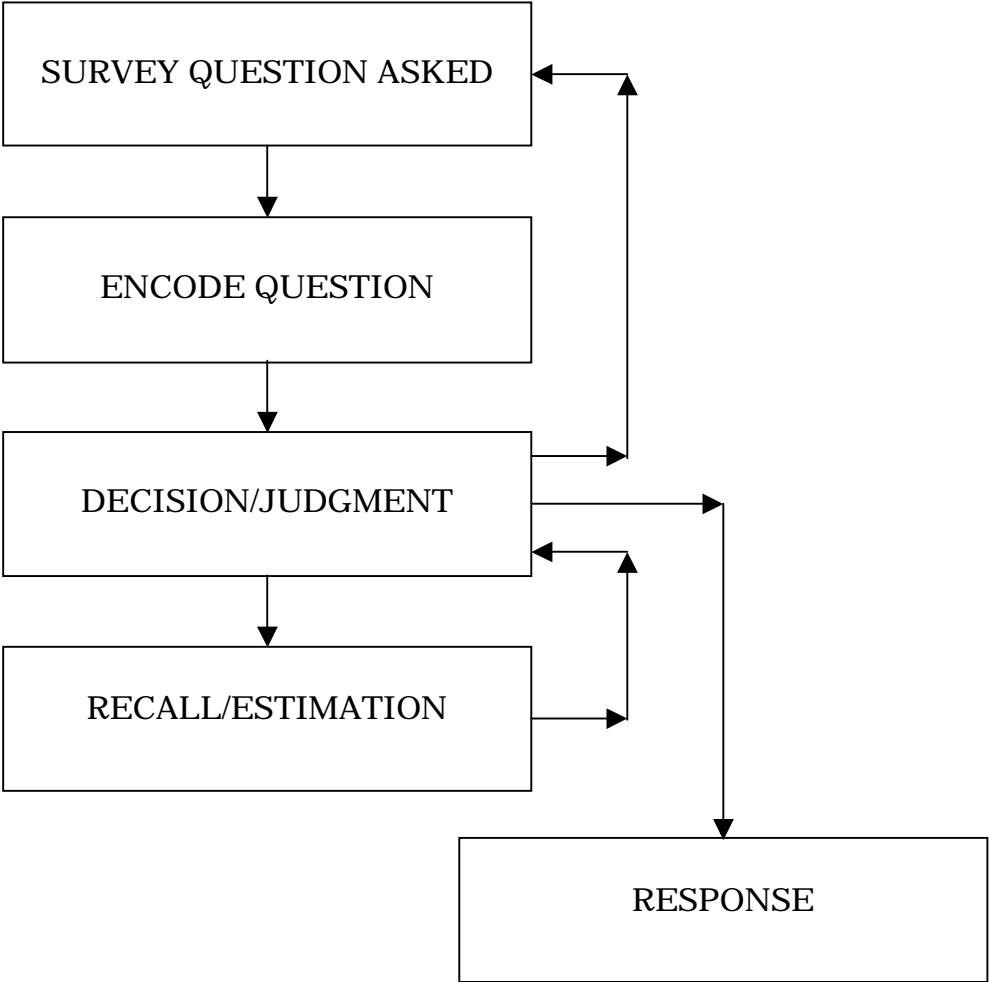 SURVEY QUESTION ASKED
ENCODE QUESTION
DECISION/JUDGMENT
RECALL/ESTIMATION
RESPONSE